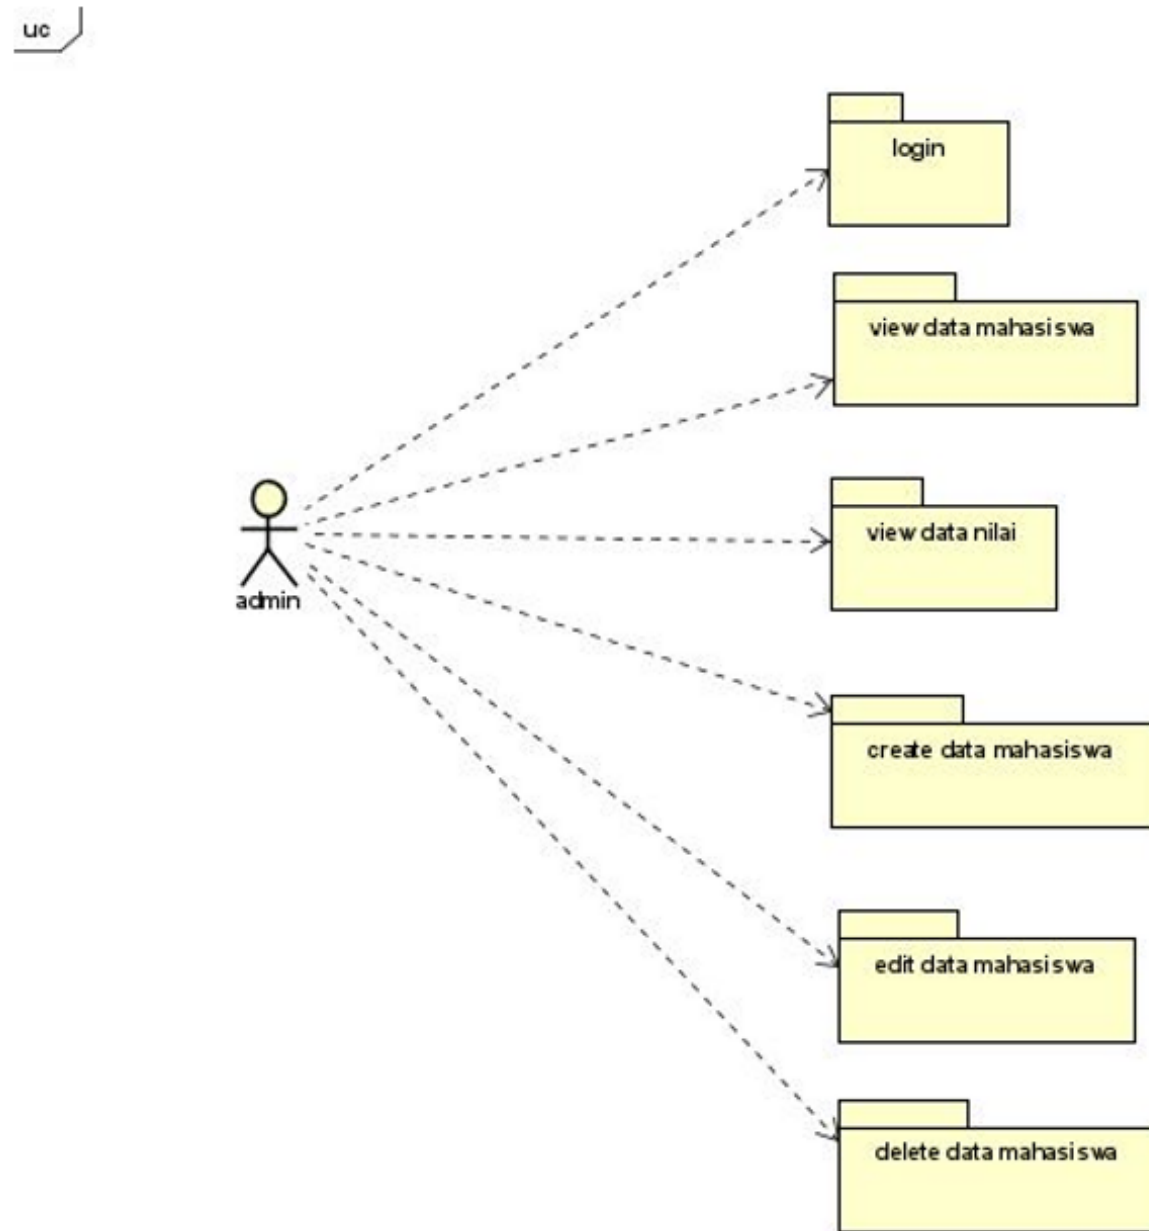 uc
login
view data mahasiswa
admin
view data nilai
create data mahasiswa
edit data mahasiswa
delete data mahasiswa